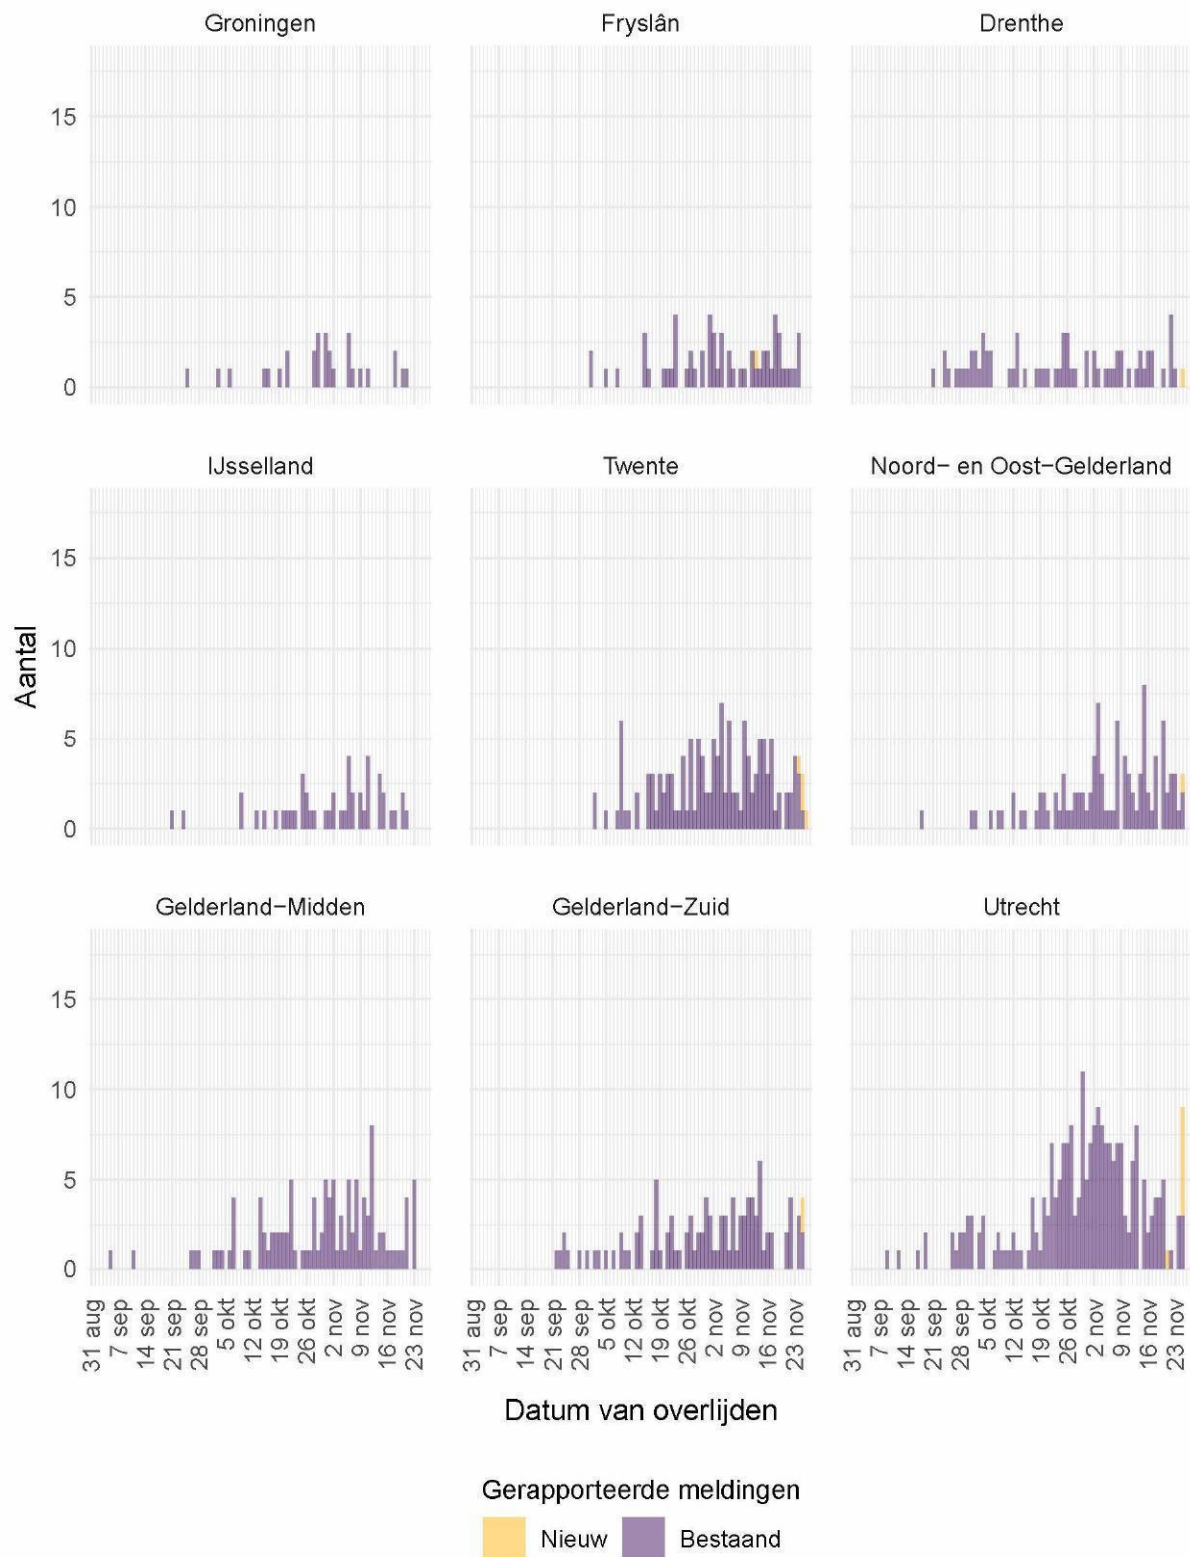 Groningen
Fryslân
Drenthe
15
10
5
0
IJsselland
Twente
Noord− en Oost−Gelderland
Aantal
15
10
5
0
Gelderland−Midden
Gelderland−Zuid
Utrecht
15
10
5
0
31 aug
7 sep
14 sep
21 sep
28 sep
5 okt
12 okt
19 okt
26 okt
2 nov
9 nov
16 nov
23 nov
31 aug
7 sep
14 sep
21 sep
28 sep
5 okt
12 okt
19 okt
26 okt
2 nov
9 nov
16 nov
23 nov
31 aug
7 sep
14 sep
21 sep
28 sep
5 okt
12 okt
19 okt
26 okt
2 nov
9 nov
16 nov
23 nov
Datum van overlijden
Gerapporteerde meldingen
Nieuw
Bestaand